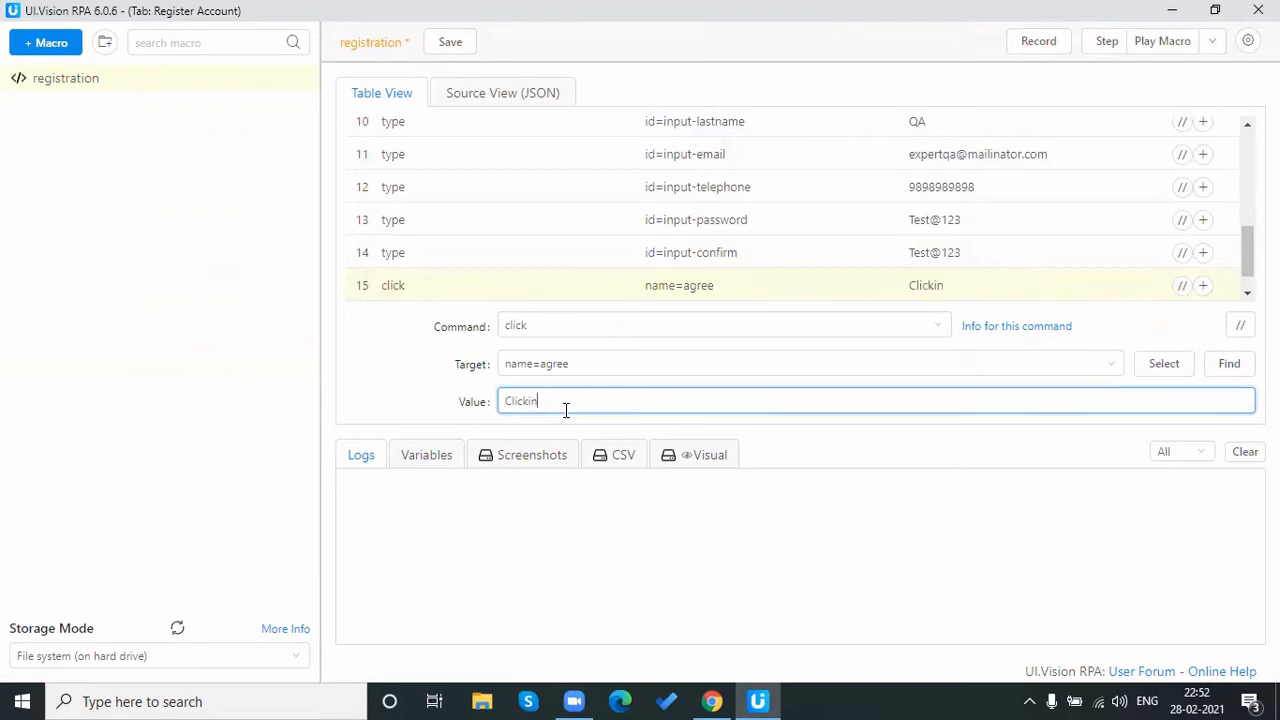 UI.Vision RPA 6.0.6 - (Tab: Register Account)
+ Macro
search macro
registration *
Save
Record
Step
Play Macro
registration
Table View
Source View (JSON)
10 type id=input-lastname QA // +
11 type id=input-email expertqa@mailinator.com // +
12 type id=input-telephone 9898989898 // +
13 type id=input-password Test@123 // +
14 type id=input-confirm Test@123 // +
15 click name=agree Clickin // +
Command: click Info for this command //
Target: name=agree Select Find
Value: Clickin
Logs Variables Screenshots CSV Visual All Clear
Storage Mode More Info
File system (on hard drive)
UI.Vision RPA: User Forum - Online Help
Type here to search
ENG
22:52
28-02-2021
3